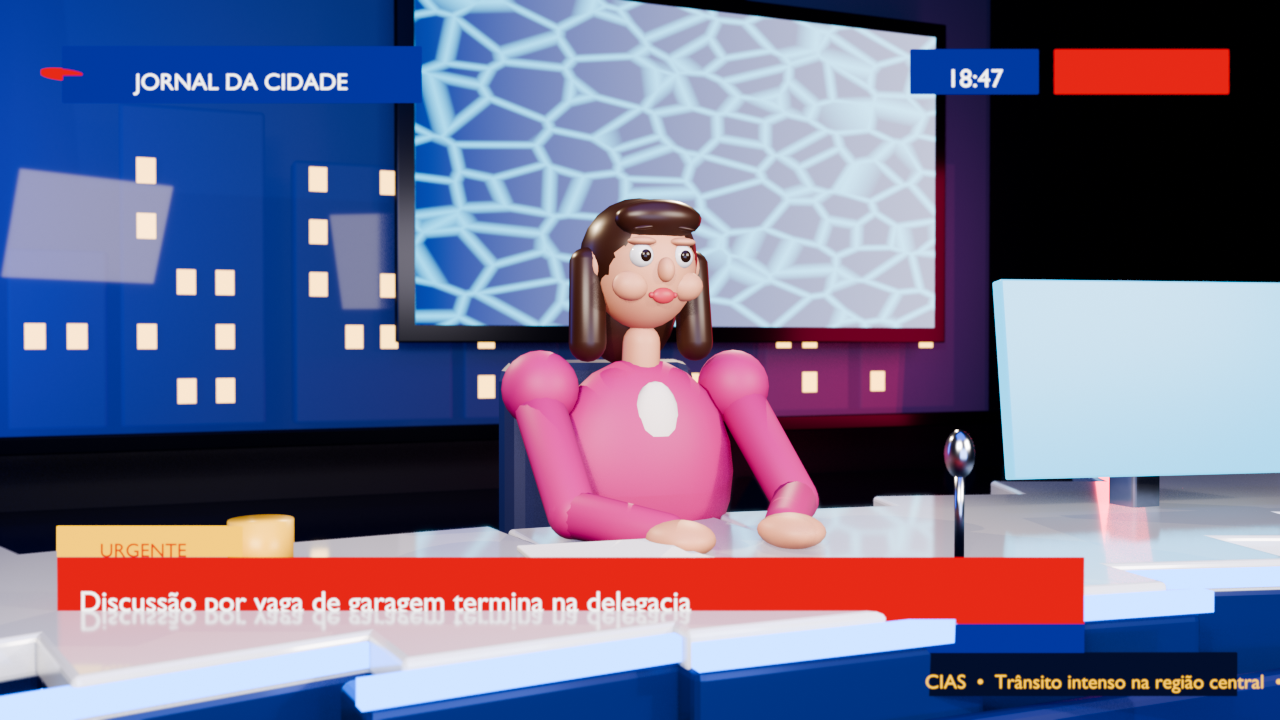 JORNAL DA CIDADE
18:47
URGENTE
Discussão por vaga de garagem termina na delegacia
CIAS • Trânsito intenso na região central •